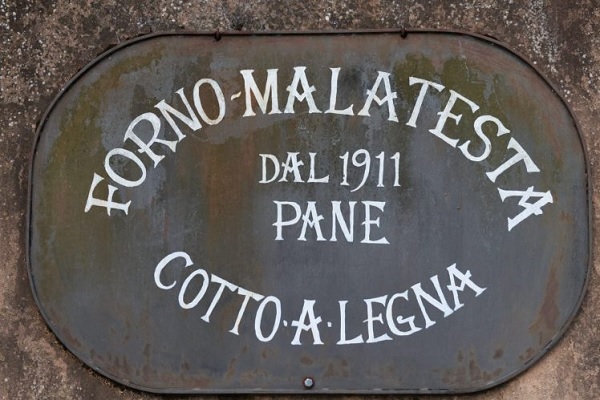 FORNO-MALATESTA
DAL 1911
PANE
COTTO·A·LEGNA